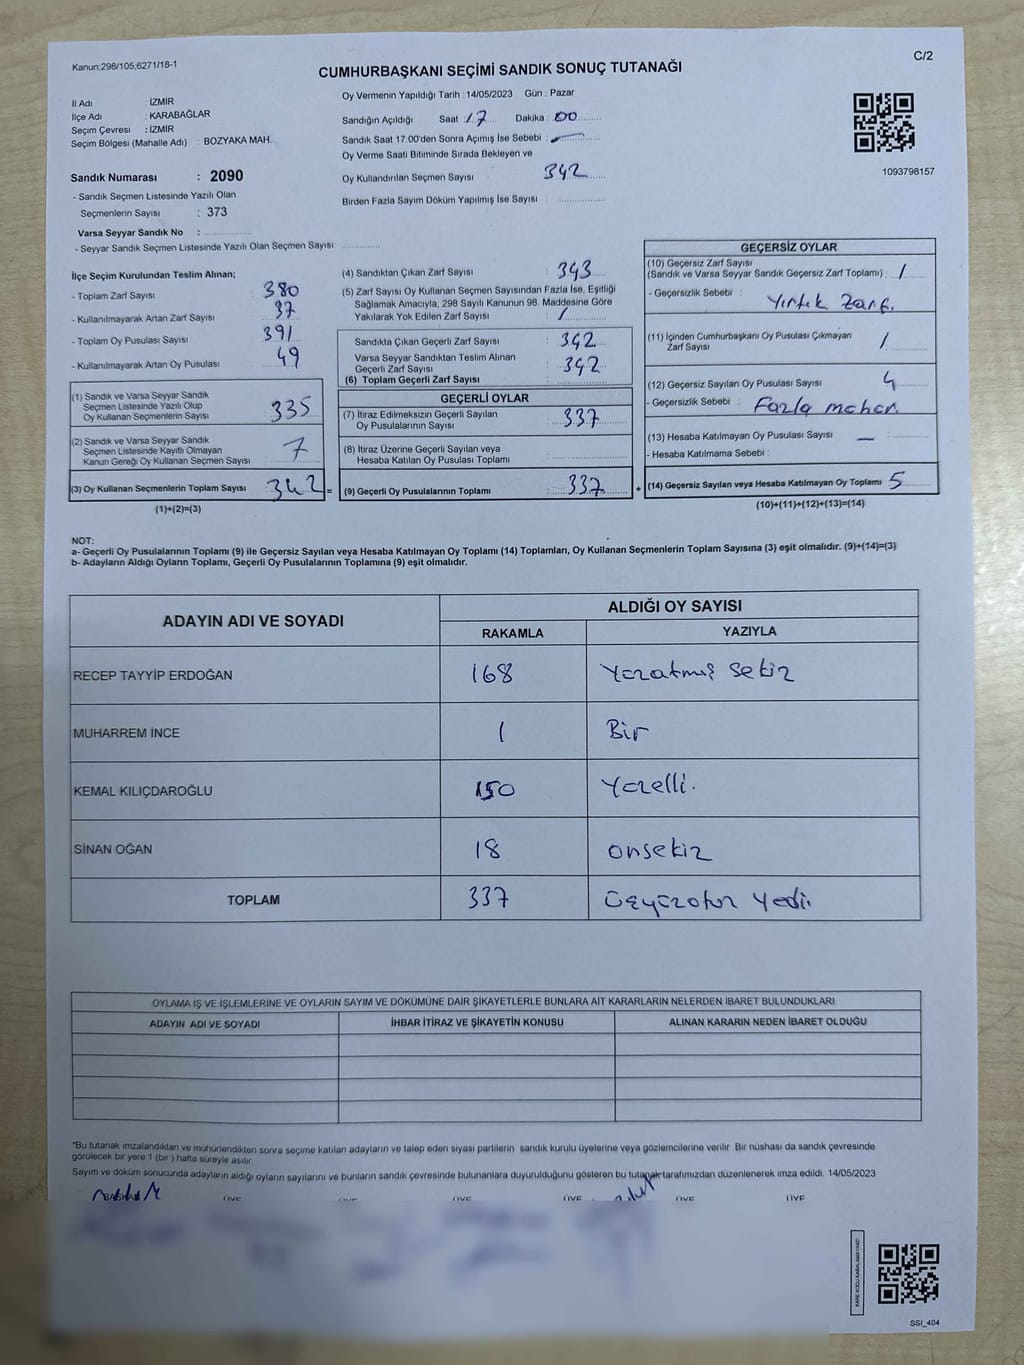 Kanun;298/105,6271/18-1
C/2
CUMHURBAŞKANI SEÇİMİ SANDIK SONUÇ TUTANAĞI
Oy Vermenin Yapıldığı Tarih :14/05/2023 Gün : Pazar
İl Adı : İZMİR
İlçe Adı : KARABAĞLAR
Seçim Çevresi : İZMİR
Seçim Bölgesi (Mahalle Adı) : BOZYAKA MAH.
Sandığın Açıldığı Saat : 17 Dakika : 00
Sandık Saat 17:00'den Sonra Açımış İse Sebebi :
Oy Verme Saati Bitiminde Sırada Bekleyen ve
Oy Kullandırılan Seçmen Sayısı 342
Birden Fazla Sayım Döküm Yapılmış İse Sayısı :
1093798157
Sandık Numarası : 2090
- Sandık Seçmen Listesinde Yazılı Olan
Seçmenlerin Sayısı : 373
Varsa Seyyar Sandık No :
- Seyyar Sandık Seçmen Listesinde Yazılı Olan Seçmen Sayısı:
İlçe Seçim Kurulundan Teslim Alınan;
- Toplam Zarf Sayısı : 380
- Kullanılmayarak Artan Zarf Sayısı : 37
- Toplam Oy Pusulası Sayısı : 391
- Kullanılmayarak Artan Oy Pusulası : 49
(1) Sandık ve Varsa Seyyar Sandık
Seçmen Listesinde Yazılı Olup
Oy Kullanan Seçmenlerin Sayısı : 335
(2) Sandık ve Varsa Seyyar Sandık
Seçmen Listesinde Kayıtlı Olmayan
Kanun Gereği Oy Kullanan Seçmen Sayısı : 7
(3) Oy Kullanan Seçmenlerin Toplam Sayısı : 342 =
(1)+(2)=(3)
(4) Sandıktan Çıkan Zarf Sayısı : 343
(5) Zarf Sayısı Oy Kullanan Seçmen Sayısından Fazla İse, Eşitliği
Sağlamak Amacıyla, 298 Sayılı Kanunun 98. Maddesine Göre
Yakılarak Yok Edilen Zarf Sayısı : 1
Sandıkta Çıkan Geçerli Zarf Sayısı : 342
Varsa Seyyar Sandıktan Teslim Alınan
Geçerli Zarf Sayısı : 342
(6) Toplam Geçerli Zarf Sayısı
GEÇERLİ OYLAR
(7) İtiraz Edilmeksizin Geçerli Sayılan
Oy Pusulalarının Sayısı : 337
(8) İtiraz Üzerine Geçerli Sayılan veya
Hesaba Katılan Oy Pusulası Toplamı :
(9) Geçerli Oy Pusulalarının Toplamı : 337 +
GEÇERSİZ OYLAR
(10) Geçersiz Zarf Sayısı
(Sandık ve Varsa Seyyar Sandık Geçersiz Zarf Toplamı) : 1
- Geçersizlik Sebebi : Yırtık Zarf.
(11) İçinden Cumhurbaşkanı Oy Pusulası Çıkmayan
Zarf Sayısı : /
(12) Geçersiz Sayılan Oy Pusulası Sayısı : 4
- Geçersizlik Sebebi : Fazla mühür.
(13) Hesaba Katılmayan Oy Pusulası Sayısı : –
- Hesaba Katılmama Sebebi :
(14) Geçersiz Sayılan veya Hesaba Katılmayan Oy Toplamı : 5
(10)+(11)+(12)+(13)=(14)
NOT:
a- Geçerli Oy Pusulalarının Toplamı (9) ile Geçersiz Sayılan veya Hesaba Katılmayan Oy Toplamı (14) Toplamları, Oy Kullanan Seçmenlerin Toplam Sayısına (3) eşit olmalıdır. (9)+(14)=(3)
b- Adayların Aldığı Oyların Toplamı, Geçerli Oy Pusulalarının Toplamına (9) eşit olmalıdır.
ADAYIN ADI VE SOYADI
ALDIĞI OY SAYISI
RAKAMLA YAZIYLA
RECEP TAYYİP ERDOĞAN 168 Yüzatmış sekiz
MUHARREM İNCE 1 Bir
KEMAL KILIÇDAROĞLU 150 Yüzelli.
SİNAN OĞAN 18 onsekiz
TOPLAM 337 üçyüzotuz yedi.
OYLAMA İŞ VE İŞLEMLERİNE VE OYLARIN SAYIM VE DÖKÜMÜNE DAİR ŞİKAYETLERLE BUNLARA AİT KARARLARIN NELERDEN İBARET BULUNDUKLARI
ADAYIN ADI VE SOYADI İHBAR İTİRAZ VE ŞİKAYETİN KONUSU ALINAN KARARIN NEDEN İBARET OLDUĞU
*Bu tutanak imzalandıktan ve mühürlendikten sonra seçime katılan adayların ve talep eden siyasi partilerin sandık kurulu üyelerine veya gözlemcilerine verilir. Bir nüshası da sandık çevresinde
görülecek bir yere 1 (bir ) hafta süreyle asılır.
Sayım ve döküm sonucunda adayların aldığı oyların sayılarını ve bunların sandık çevresinde bulunanlara duyurulduğunu gösteren bu tutanak tarafımızdan düzenlenerek imza edildi. 14/05/2023
BAŞKAN ÜYE ÜYE ÜYE ÜYE ÜYE ÜYE
SSI_404